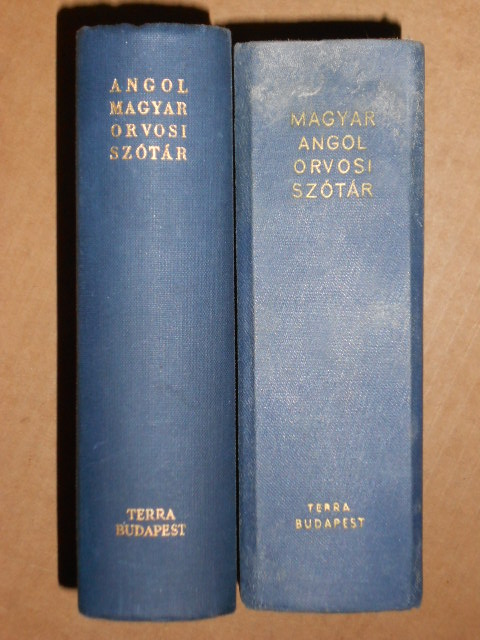 ANGOL
MAGYAR
ORVOSI
SZÓTÁR
TERRA
BUDAPEST
MAGYAR
ANGOL
ORVOSI
SZÓTÁR
TERRA
BUDAPEST